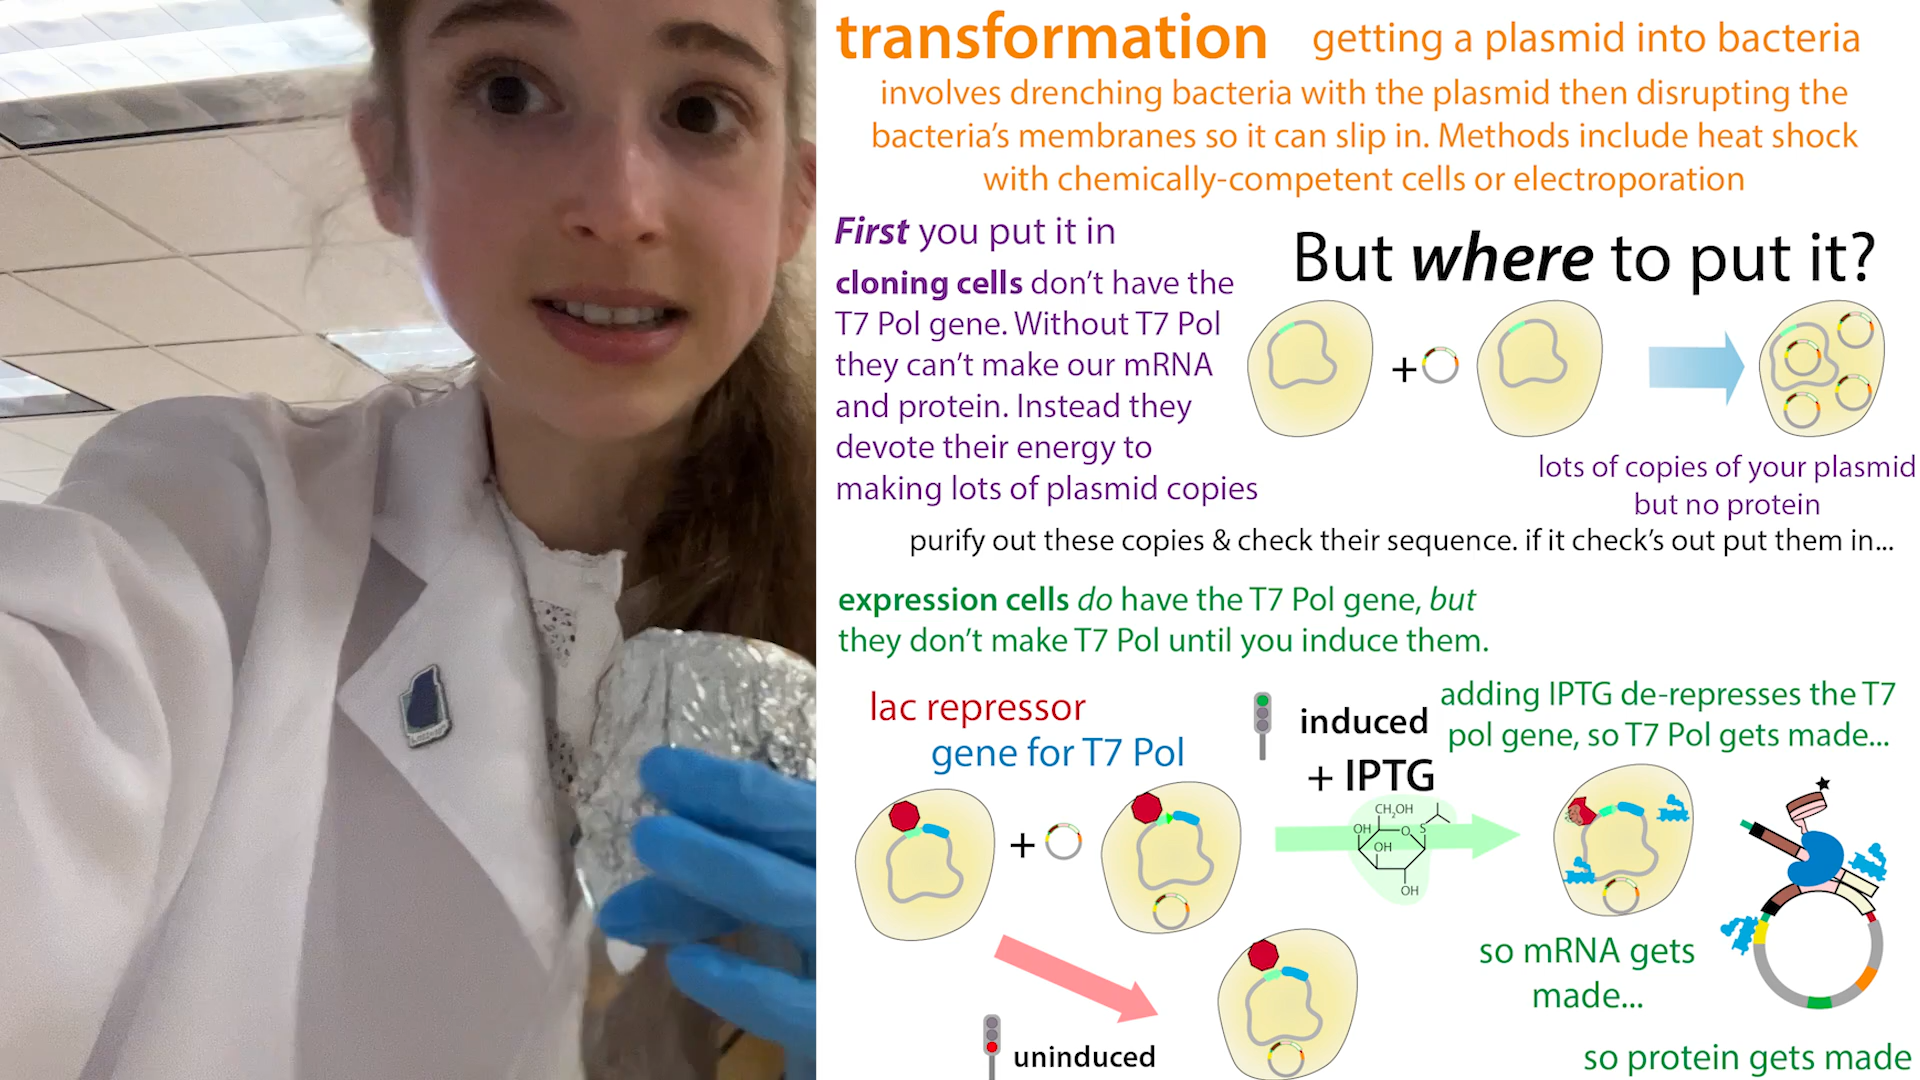 transformation getting a plasmid into bacteria
involves drenching bacteria with the plasmid then disrupting the
bacteria's membranes so it can slip in. Methods include heat shock
with chemically-competent cells or electroporation
First you put it in
But where to put it?
cloning cells don't have the
T7 Pol gene. Without T7 Pol
they can't make our mRNA
and protein. Instead they
devote their energy to
making lots of plasmid copies
+
lots of copies of your plasmid
but no protein
purify out these copies & check their sequence. if it check's out put them in...
expression cells do have the T7 Pol gene, but
they don't make T7 Pol until you induce them.
lac repressor
gene for T7 Pol
+
induced
+ IPTG
adding IPTG de-represses the T7
pol gene, so T7 Pol gets made...
CH2OH
OH
O
S
OH
OH
so mRNA gets
made...
uninduced
so protein gets made